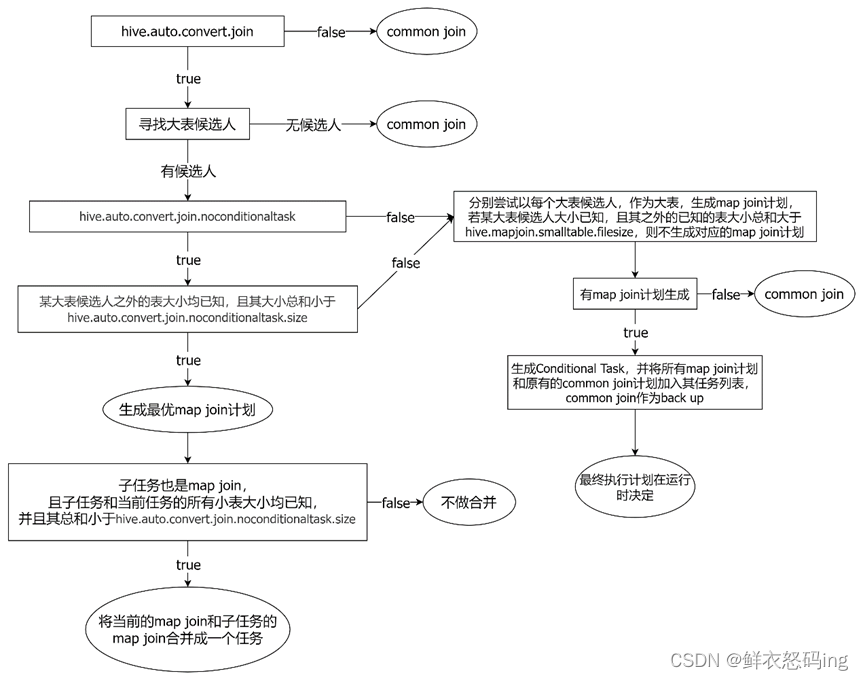 hive.auto.convert.join
false
common join
true
寻找大表候选人
无候选人
common join
有候选人
hive.auto.convert.join.noconditionaltask
false
分别尝试以每个大表候选人，作为大表，生成map join计划，
若某大表候选人大小已知，且其之外的已知的表大小总和大于
hive.mapjoin.smalltable.filesize，则不生成对应的map join计划
true
false
某大表候选人之外的表大小均已知，且其大小总和小于
hive.auto.convert.join.noconditionaltask.size
有map join计划生成
false
common join
true
true
生成最优map join计划
生成Conditional Task，并将所有map join计划
和原有的common join计划加入其任务列表，
common join作为back up
子任务也是map join，
且子任务和当前任务的所有小表大小均已知，
并且其总和小于hive.auto.convert.join.noconditionaltask.size
false
不做合并
最终执行计划在运行
时决定
true
将当前的map join和子任务的
map join合并成一个任务
CSDN @鲜衣怒码ing